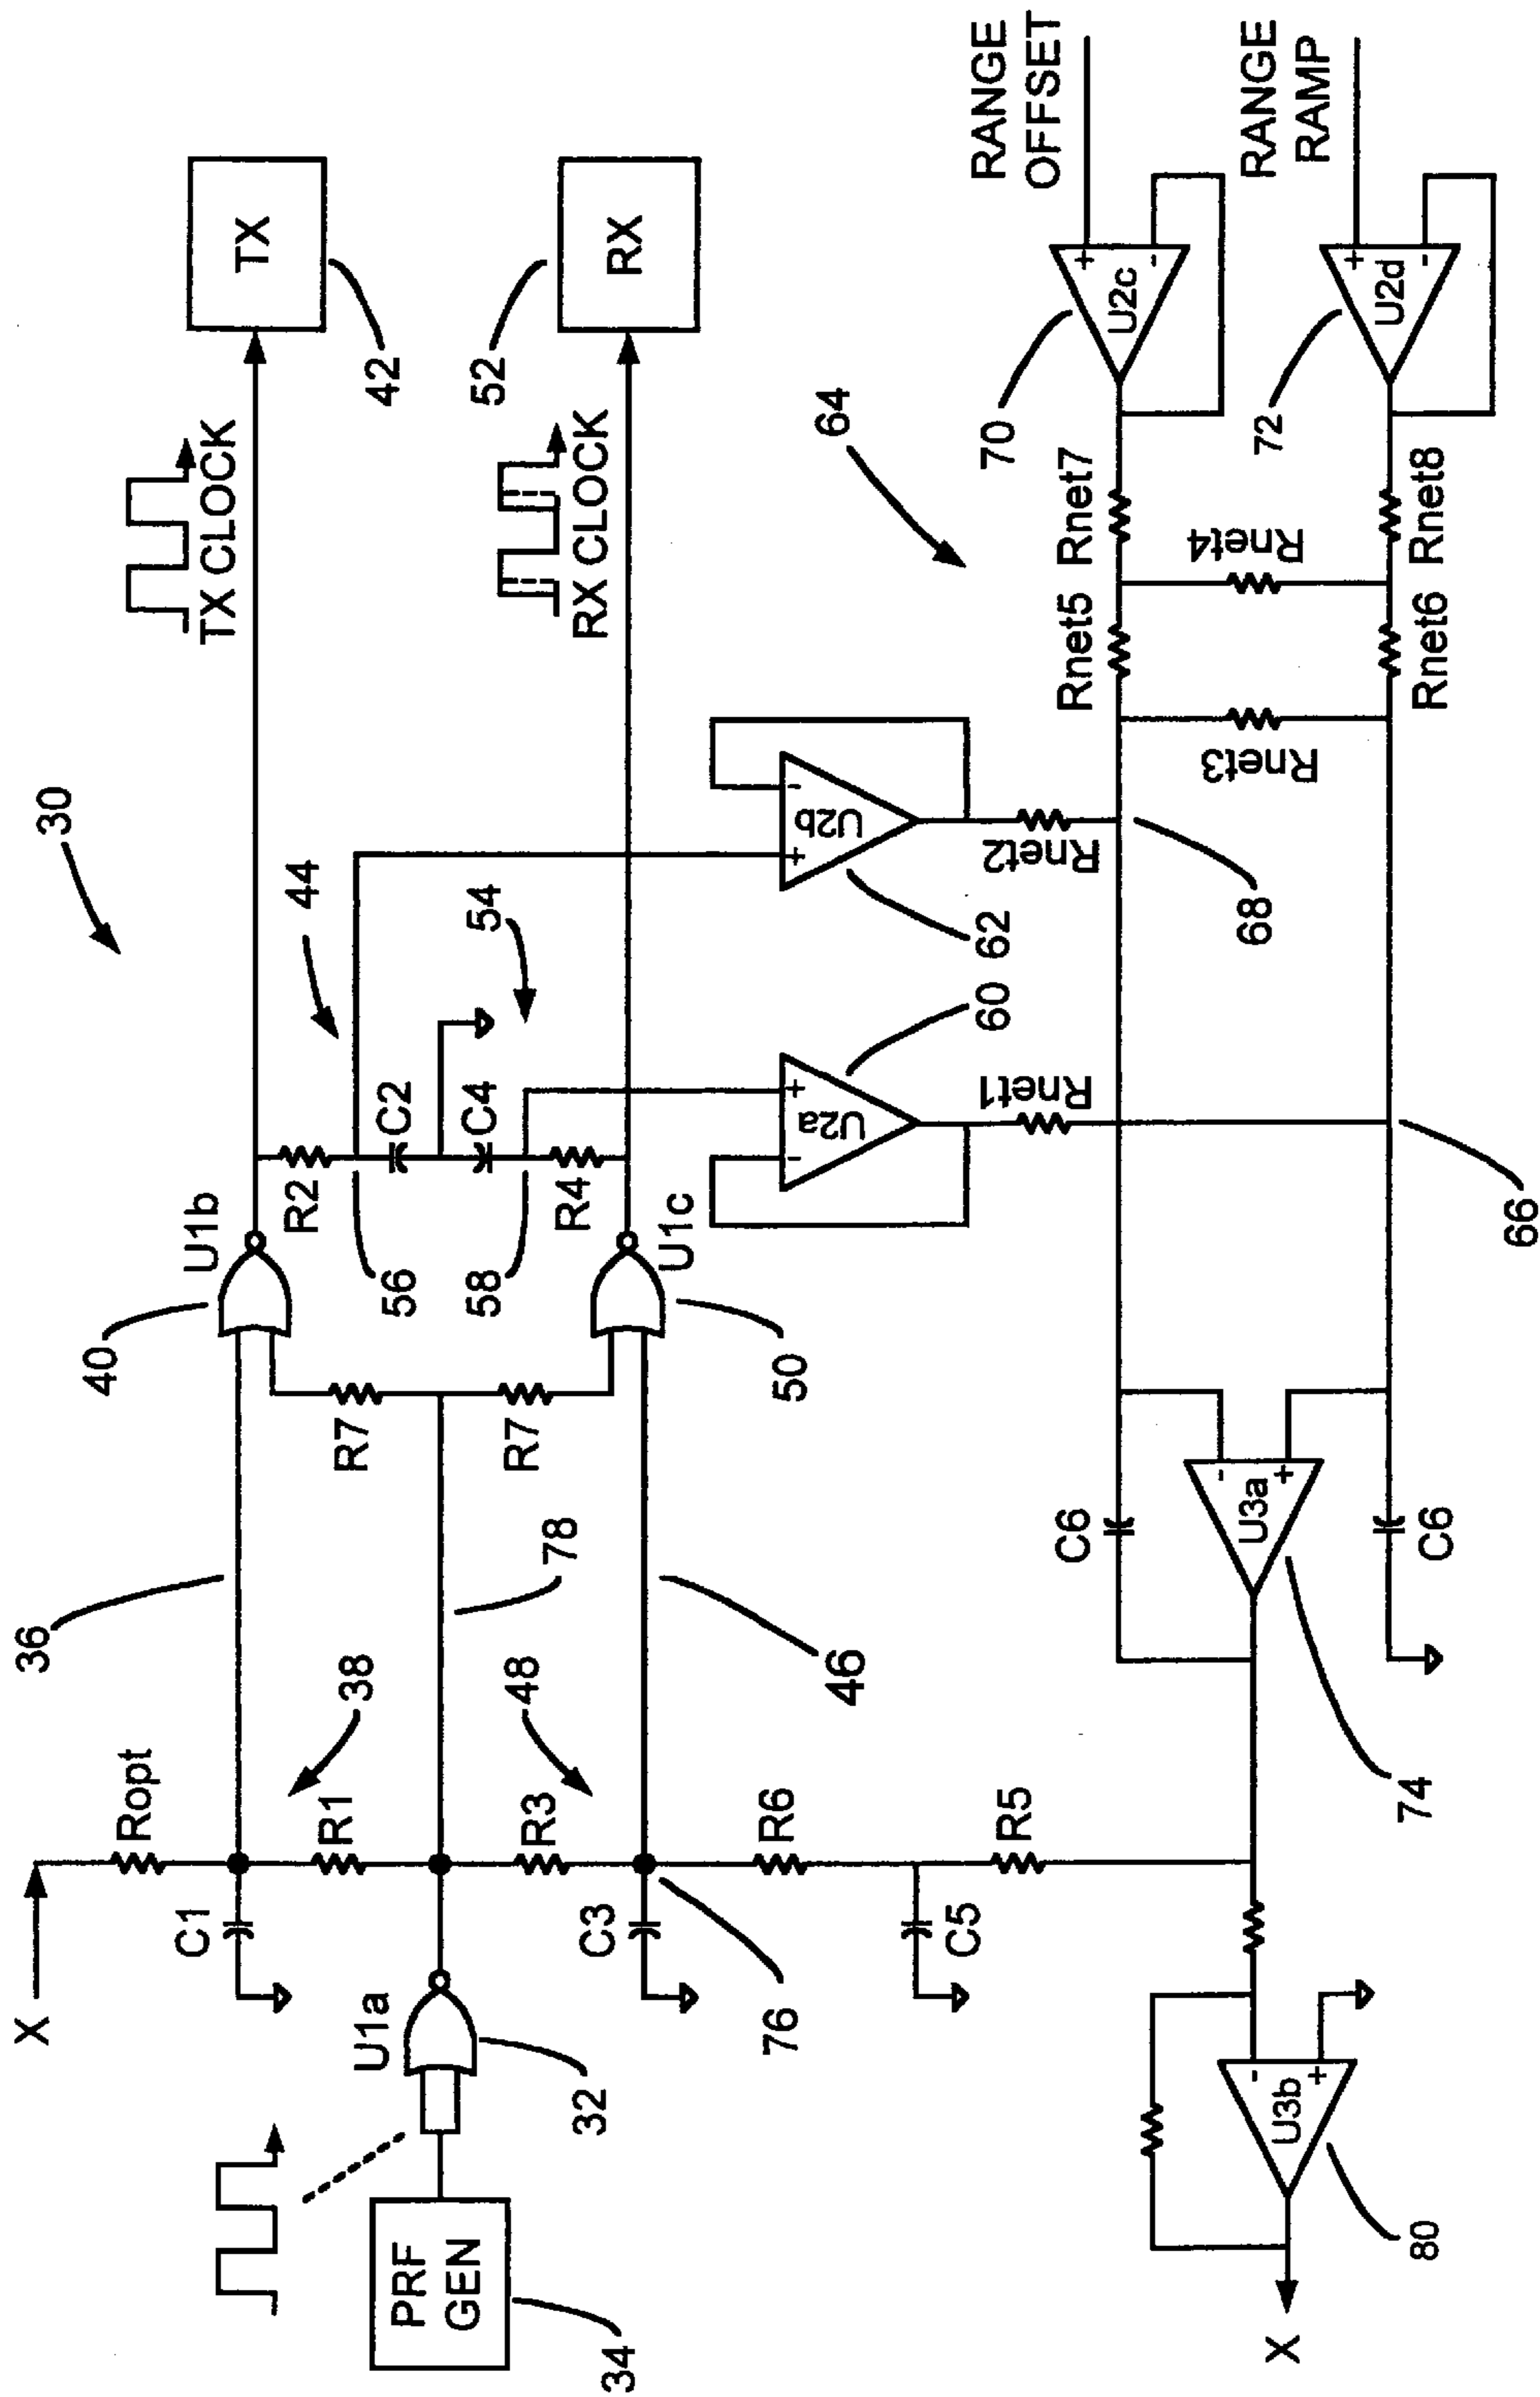 30
X
Ropt
36
C1
38
R1
U1a
32
PRF
GEN
34
R3
48
C3
76
46
78
R7
R7
40
U1b
R2
56
44
C2
C4
54
58
R4
U1c
50
TX CLOCK
TX
42
RX CLOCK
RX
52
R6
C5
R5
U2a
60
Rnet1
U2b
62
Rnet2
64
68
66
Rnet3
Rnet4
Rnet5
Rnet6
Rnet7
Rnet8
70
+
-
U2c
RANGE
OFFSET
72
+
-
U2d
RANGE
RAMP
C6
C6
-
+
U3a
74
-
+
U3b
80
X
+
-
+
-